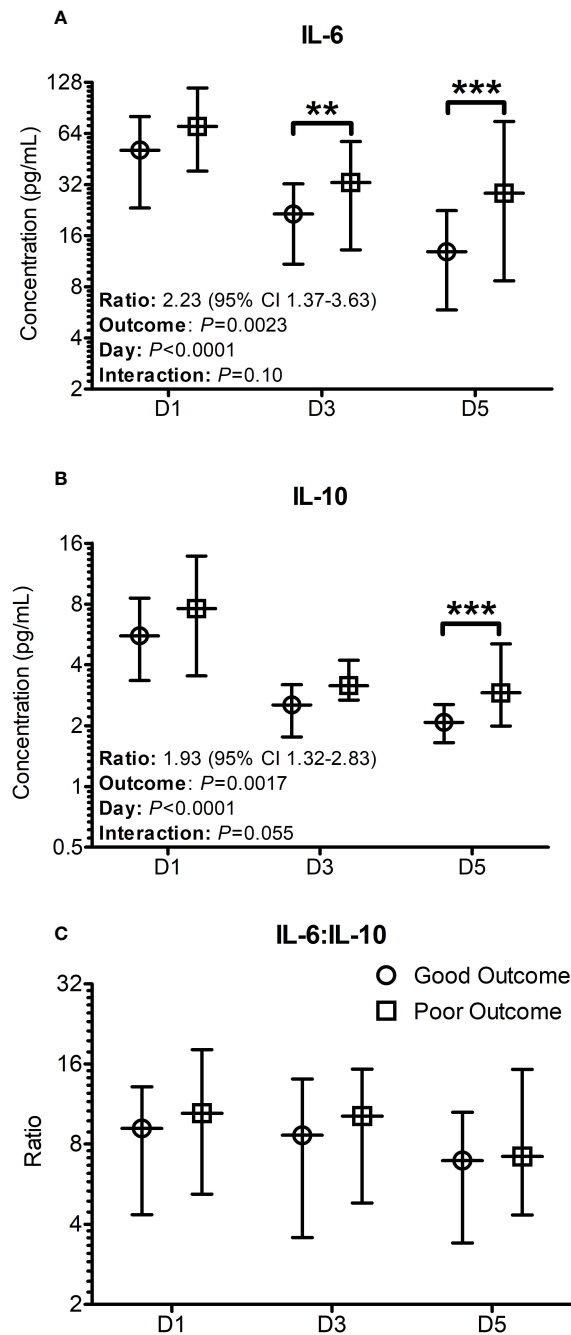 A
IL-6
Concentration (pg/mL)
128
64
32
16
8
4
2
**
***
Ratio: 2.23 (95% CI 1.37-3.63)
Outcome: P=0.0023
Day: P<0.0001
Interaction: P=0.10
D1 D3 D5
B
IL-10
Concentration (pg/mL)
16
8
4
2
1
0.5
***
Ratio: 1.93 (95% CI 1.32-2.83)
Outcome: P=0.0017
Day: P<0.0001
Interaction: P=0.055
D1 D3 D5
C
IL-6:IL-10
Good Outcome
Poor Outcome
Ratio
32
16
8
4
2
D1 D3 D5